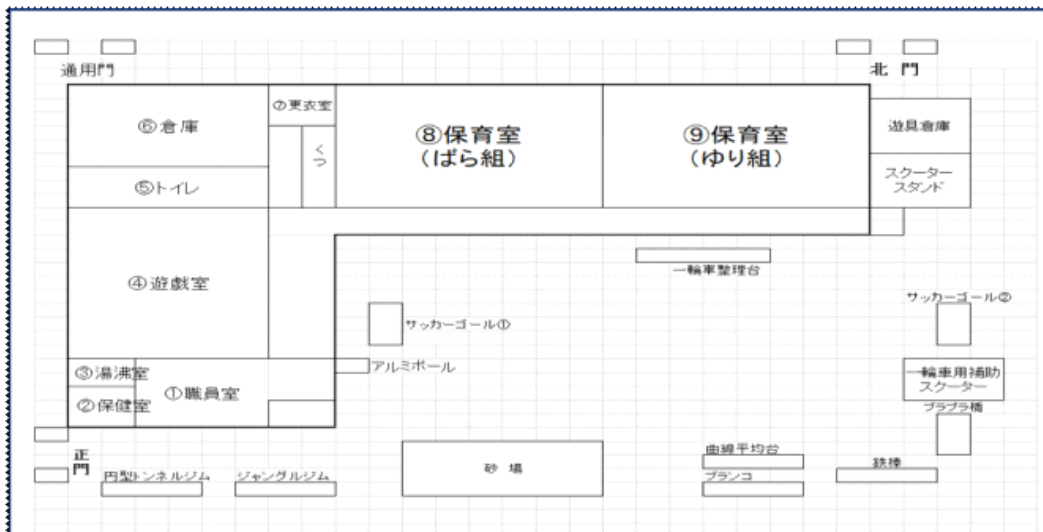 通用門
北 門
⑥倉庫
⑦更衣室
くつ
⑧保育室
(ばら組)
⑨保育室
(ゆり組)
遊具倉庫
スクーター
スタンド
⑤トイレ
④遊戯室
一輪車整理台
サッカーゴール①
サッカーゴール②
アルミポール
③湯沸室
②保健室
①職員室
一輪車用補助
スクーター
ブラブラ橋
正門
円型トンネルジム
ジャングルジム
砂 場
曲線平均台
ブランコ
鉄棒